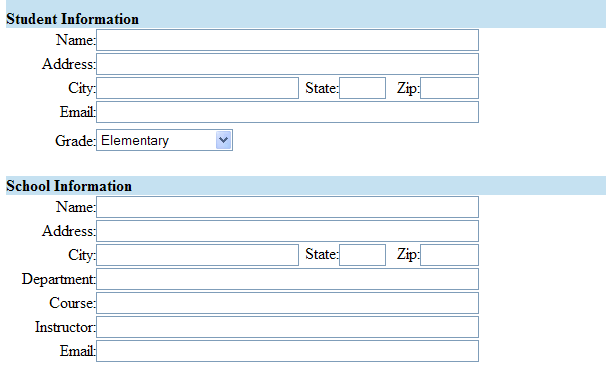 Student Information
Name:
Address:
City: State: Zip:
Email:
Grade: Elementary
School Information
Name:
Address:
City: State: Zip:
Department:
Course:
Instructor:
Email: